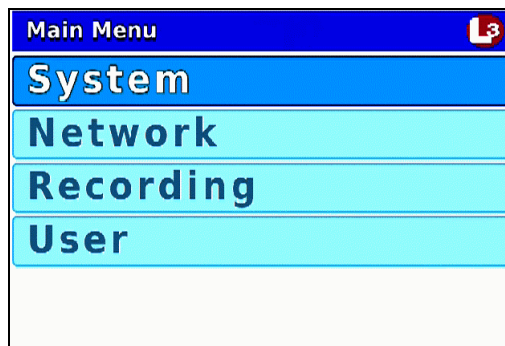 Main Menu
L3
System
Network
Recording
User